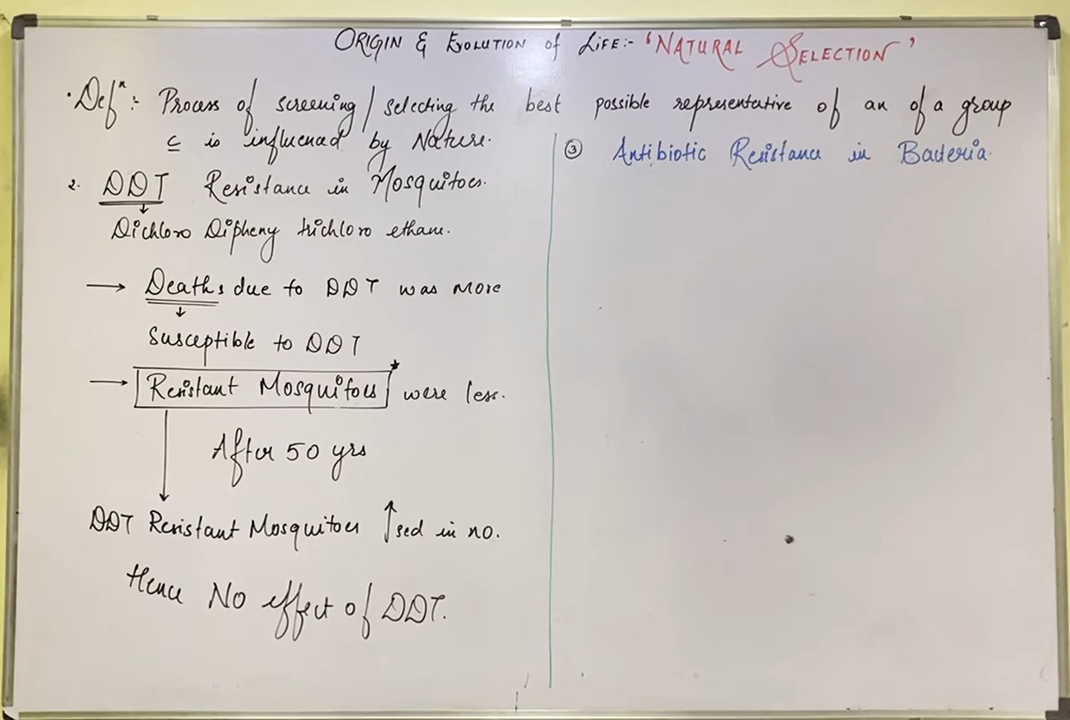 ORIGIN & EVOLUTION of LIFE:- 'NATURAL SELECTION'
·Defⁿ:- Process of screening / selecting the best possible representative of an of a group
⊆ is influenced by Nature.
2. DDT Resistance in Mosquitoes.
Dichloro Dipheny trichloro ethane.
→ Deaths due to DDT was more
Susceptible to DDT
→ Resistant Mosquitoes* were less.
After 50 yrs
DDT Resistant Mosquitoes ↑sed in no.
Hence No effect of DDT.
③ Antibiotic Resistance in Bacteria.